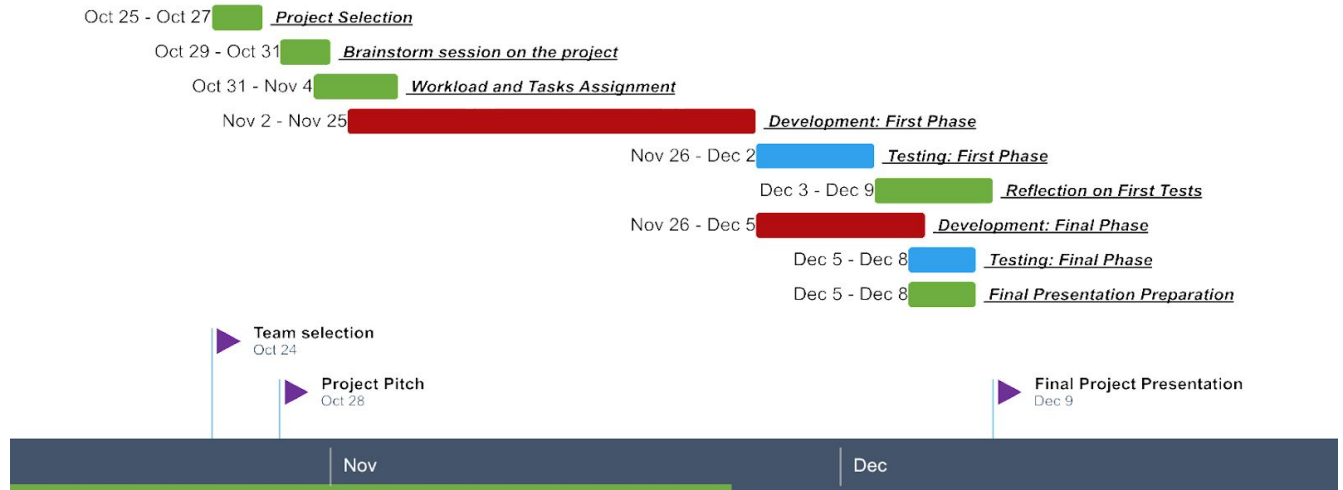 Oct 25 - Oct 27 Project Selection
Oct 29 - Oct 31 Brainstorm session on the project
Oct 31 - Nov 4 Workload and Tasks Assignment
Nov 2 - Nov 25 Development: First Phase
Nov 26 - Dec 2 Testing: First Phase
Dec 3 - Dec 9 Reflection on First Tests
Nov 26 - Dec 5 Development: Final Phase
Dec 5 - Dec 8 Testing: Final Phase
Dec 5 - Dec 8 Final Presentation Preparation
Team selection
Oct 24
Project Pitch
Oct 28
Final Project Presentation
Dec 9
Nov Dec